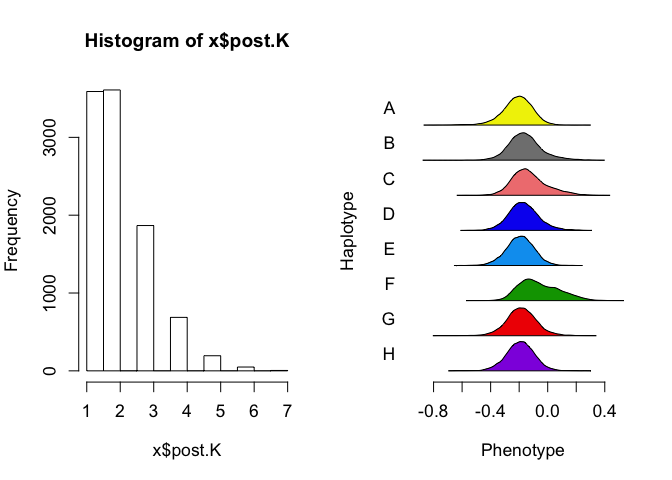 Histogram of x$post.K
Frequency
0
1000
2000
3000
1 2 3 4 5 6 7
x$post.K
Haplotype
A
B
C
D
E
F
G
H
-0.8 -0.4 0.0 0.4
Phenotype